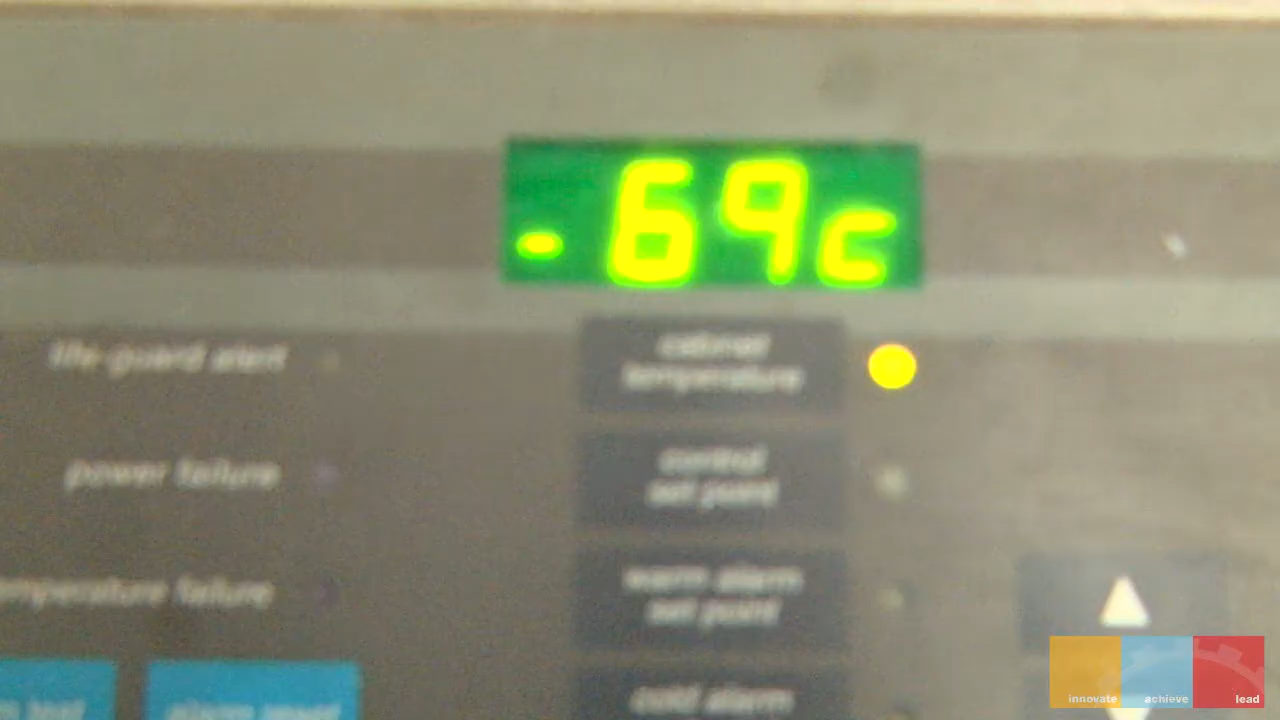 -69c
life guard alert
cabinet
temperature
power failure
control
set point
temperature failure
warm alarm
set point
cold alarm
innovate achieve lead